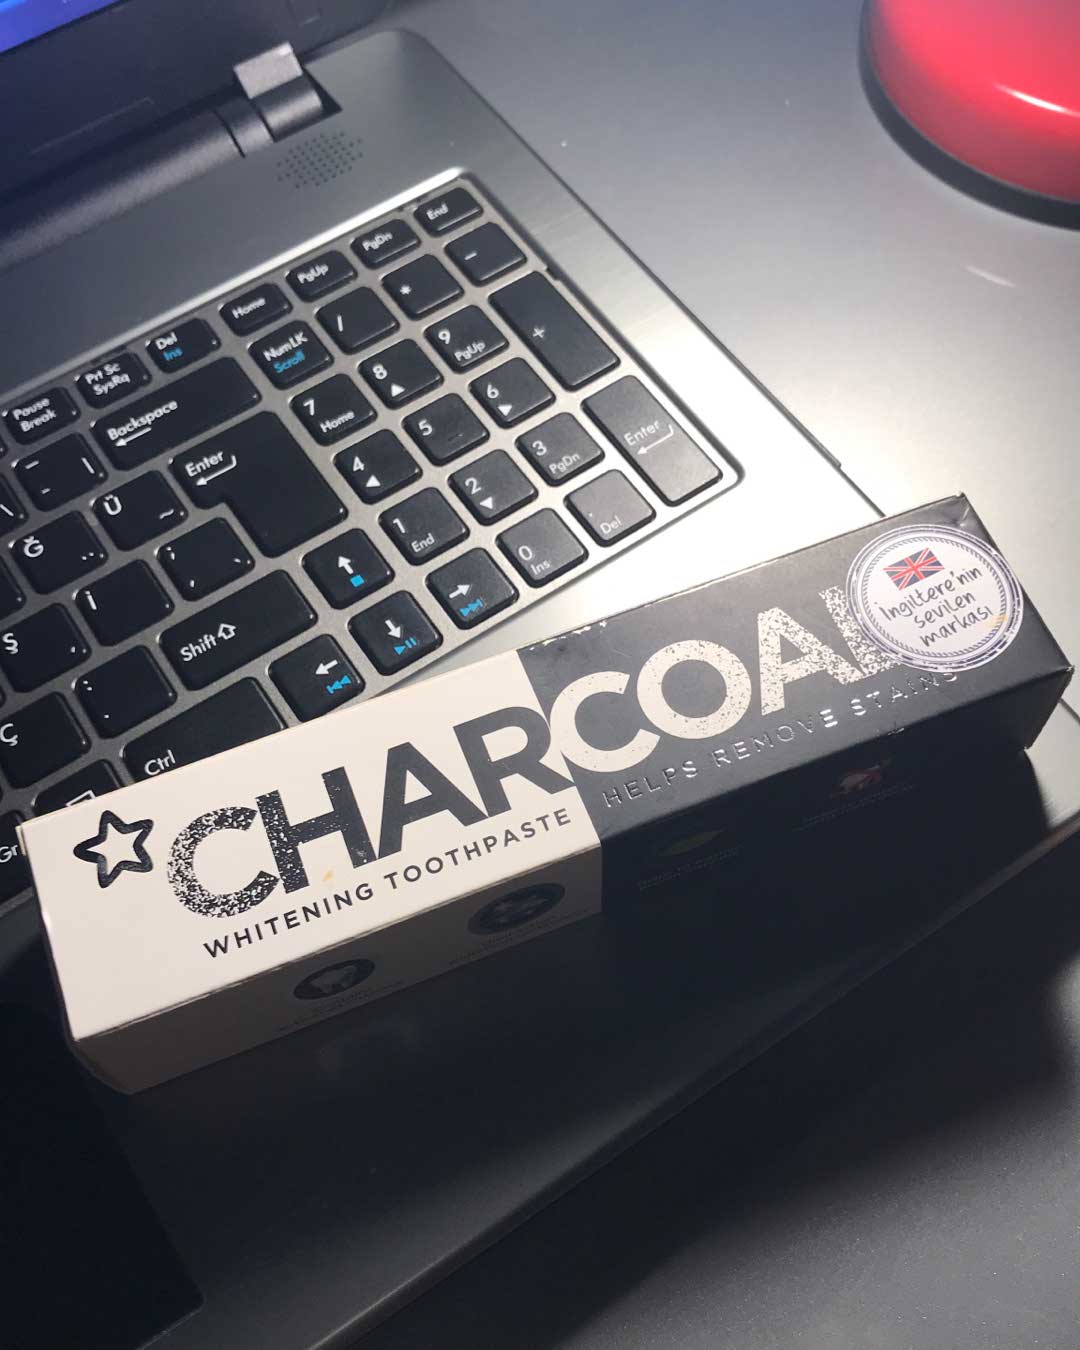 End
PgDn
PgUp
Home
Del
Ins
Prt Sc
SysRq
Pause
Break
-
*
/
NumLK
Scroll
Backspace
+
9
PgUp
8
7
Home
Enter
6
5
4
Ü
~
Ğ
Enter
3
PgDn
2
1
End
İ
Ş
.
Del
0
Ins
Shift
Ç
Ctrl
CHARCOAL
WHITENING TOOTHPASTE
HELPS REMOVE STAINS
İngiltere'nin
sevilen
markası